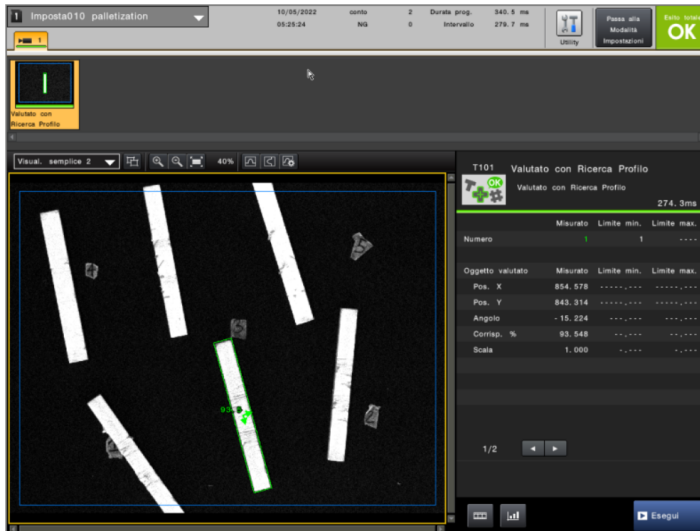 1 Imposta010 palletization
10/05/2022 conto 2 Durata prog. 340.5 ms
05:25:24 NG 0 Intervallo 279.7 ms
Utility
Passa alla
Modalità
Impostazioni
Esito totale
OK
1
Valutato con
Ricerca Profilo
Visual. semplice 2
40%
T101 Valutato con Ricerca Profilo
OK
Valutato con Ricerca Profilo
274.3ms
Misurato Limite min. Limite max.
Numero 1 1 ----
Oggetto valutato Misurato Limite min. Limite max.
Pos. X 854.578 -----.--- -----.---
Pos. Y 843.314 -----.--- -----.---
Angolo -15.224 ----.--- ----.---
Corrisp. % 93.548 --.--- --.---
Scala 1.000 -.--- -.---
1/2
Esegui